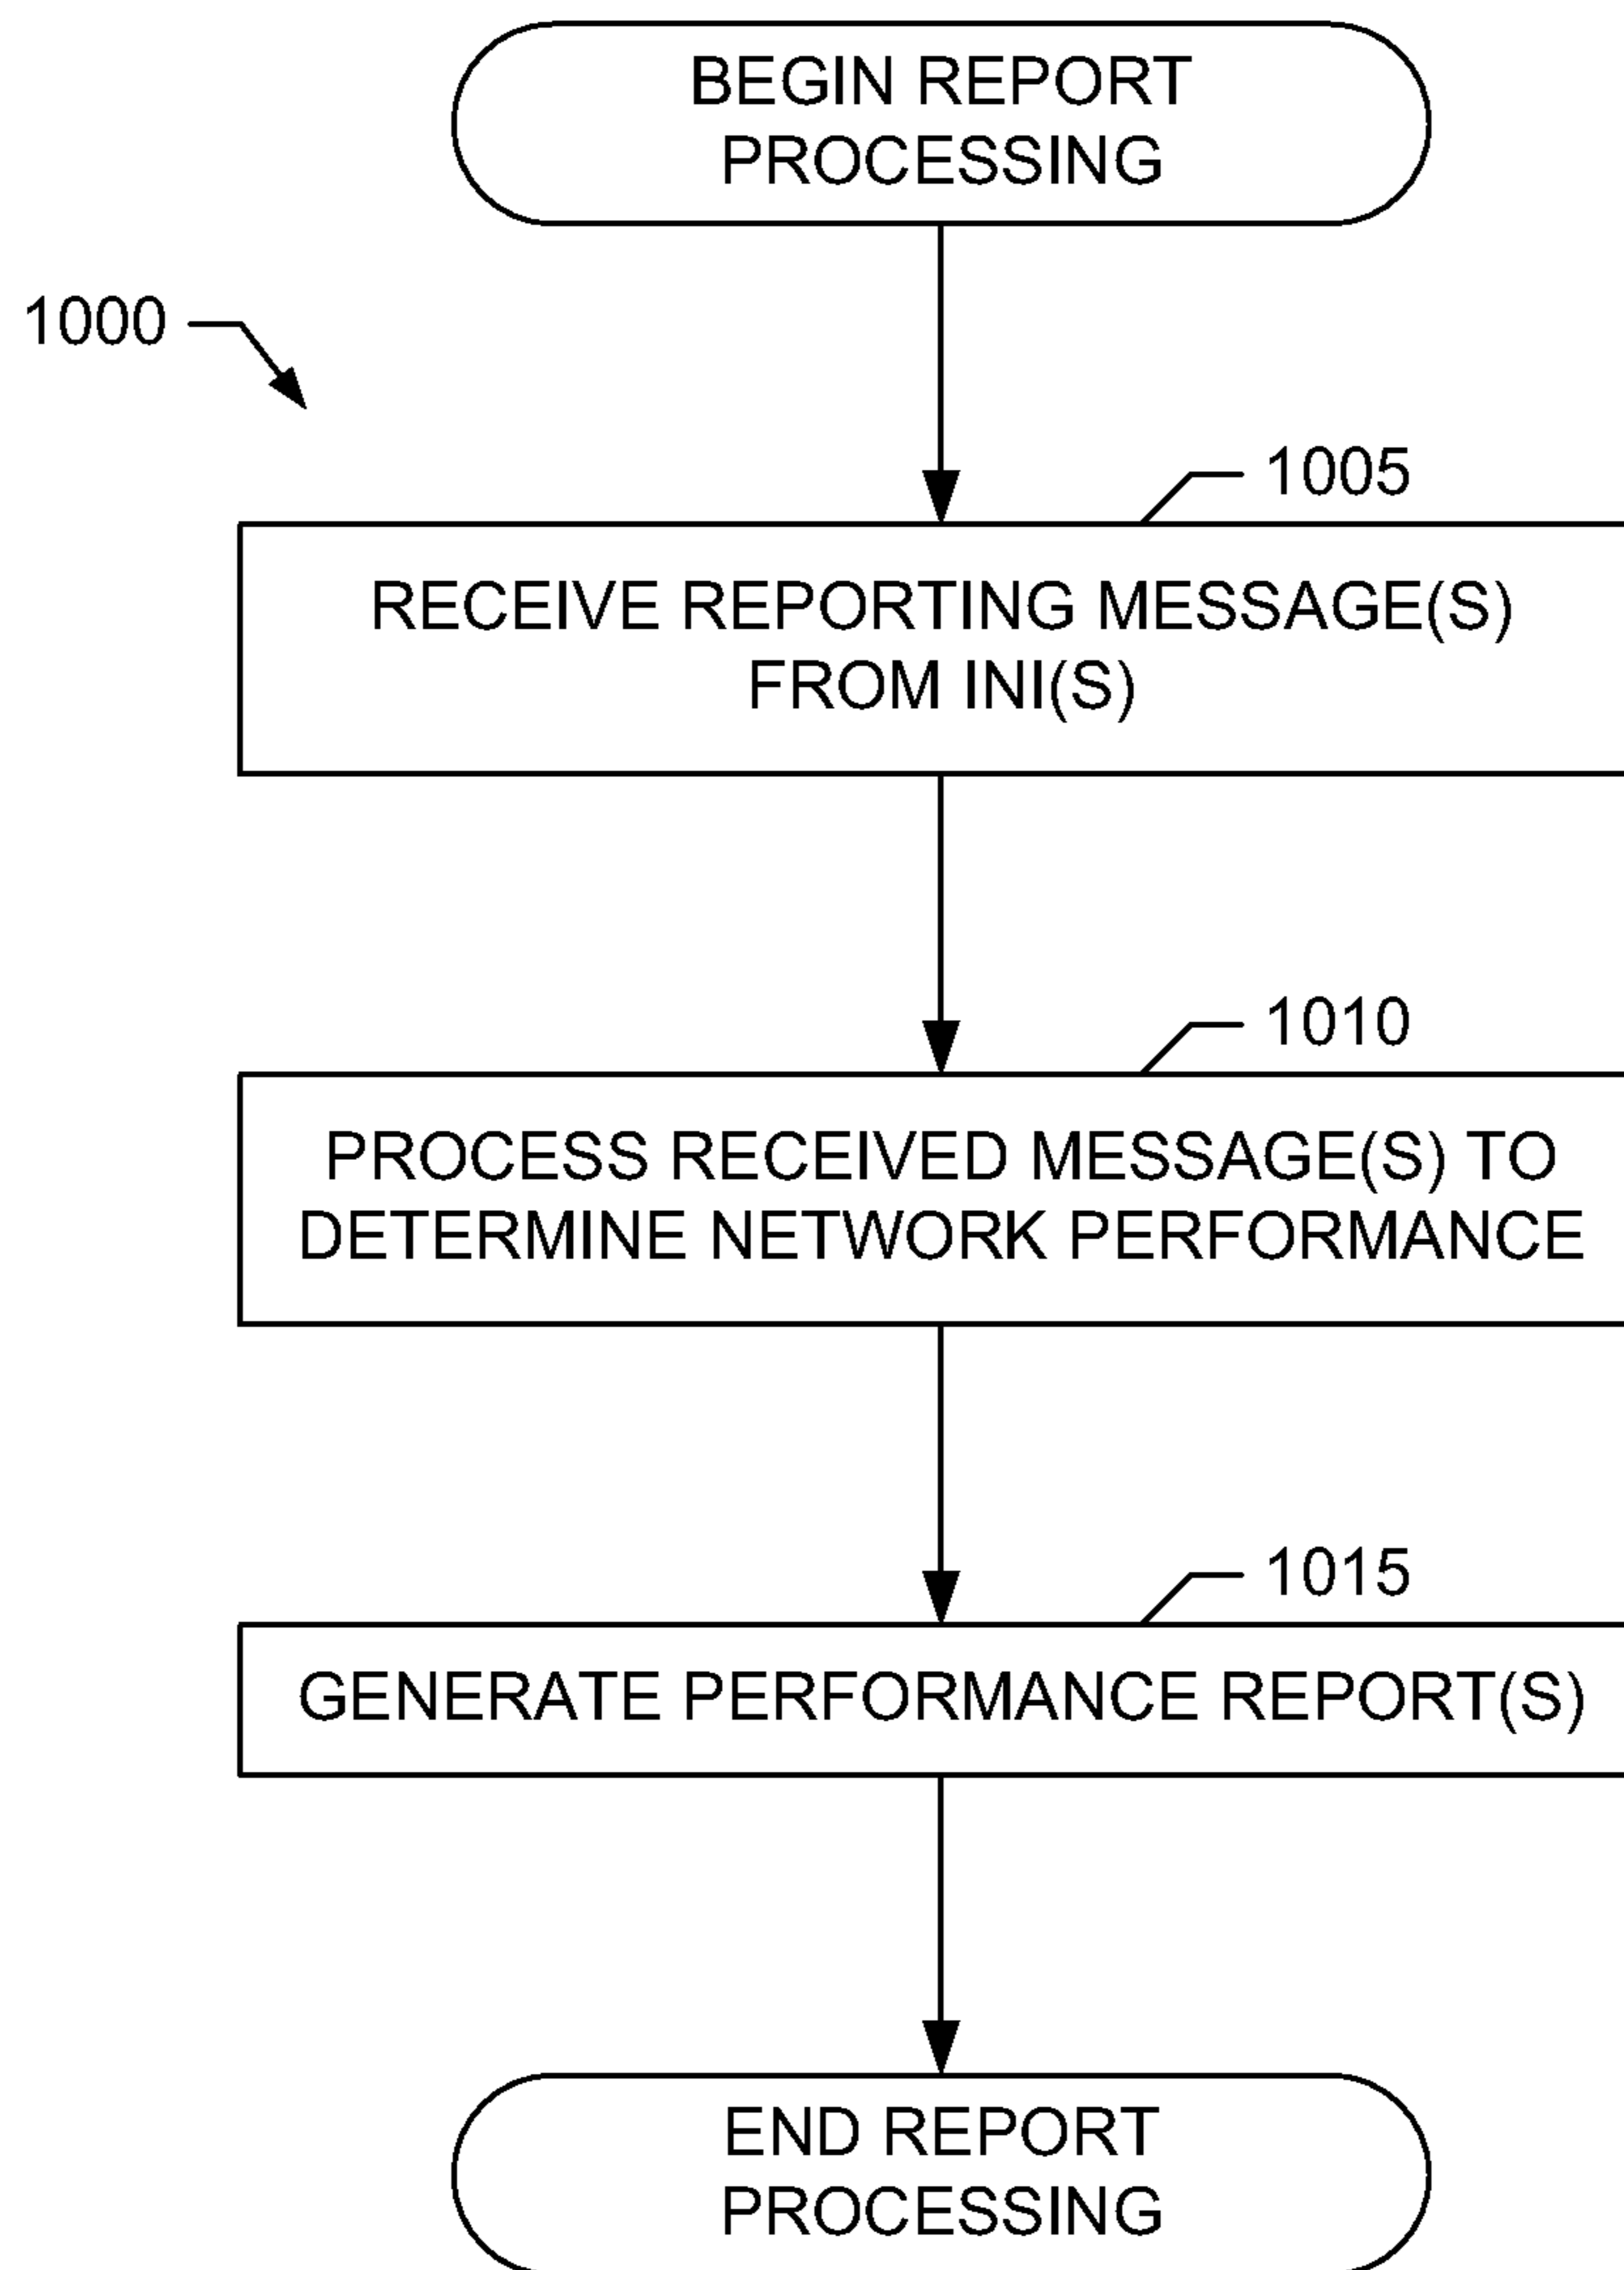 BEGIN REPORT
PROCESSING
1000
1005
RECEIVE REPORTING MESSAGE(S)
FROM INI(S)
1010
PROCESS RECEIVED MESSAGE(S) TO
DETERMINE NETWORK PERFORMANCE
1015
GENERATE PERFORMANCE REPORT(S)
END REPORT
PROCESSING